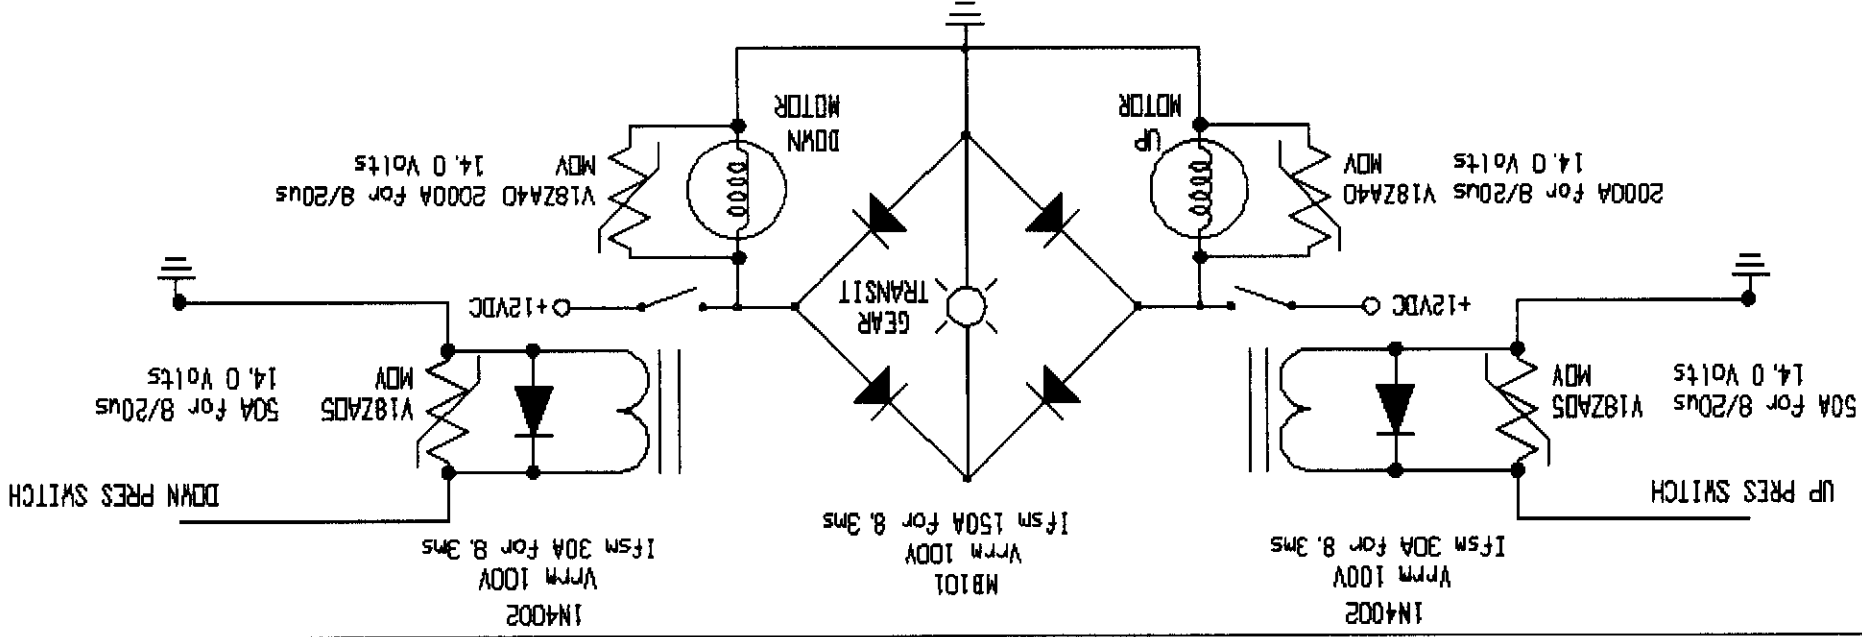 1N4002
Vrrm 100V
Ifsm 30A for 8.3ms
MB101
Vrrm 100V
Ifsm 150A for 8.3ms
1N4002
Vrrm 100V
Ifsm 30A for 8.3ms
UP PRES SWITCH
DOWN PRES SWITCH
50A for 8/20us V18ZA05
14.0 Volts MOV
V18ZA05 50A for 8/20us
MOV 14.0 Volts
+12VDC
GEAR
TRANSIT
+12VDC
2000A for 8/20us V18ZA40
14.0 Volts MOV
UP
MOTOR
DOWN
MOTOR
V18ZA40 2000A for 8/20us
MOV 14.0 Volts